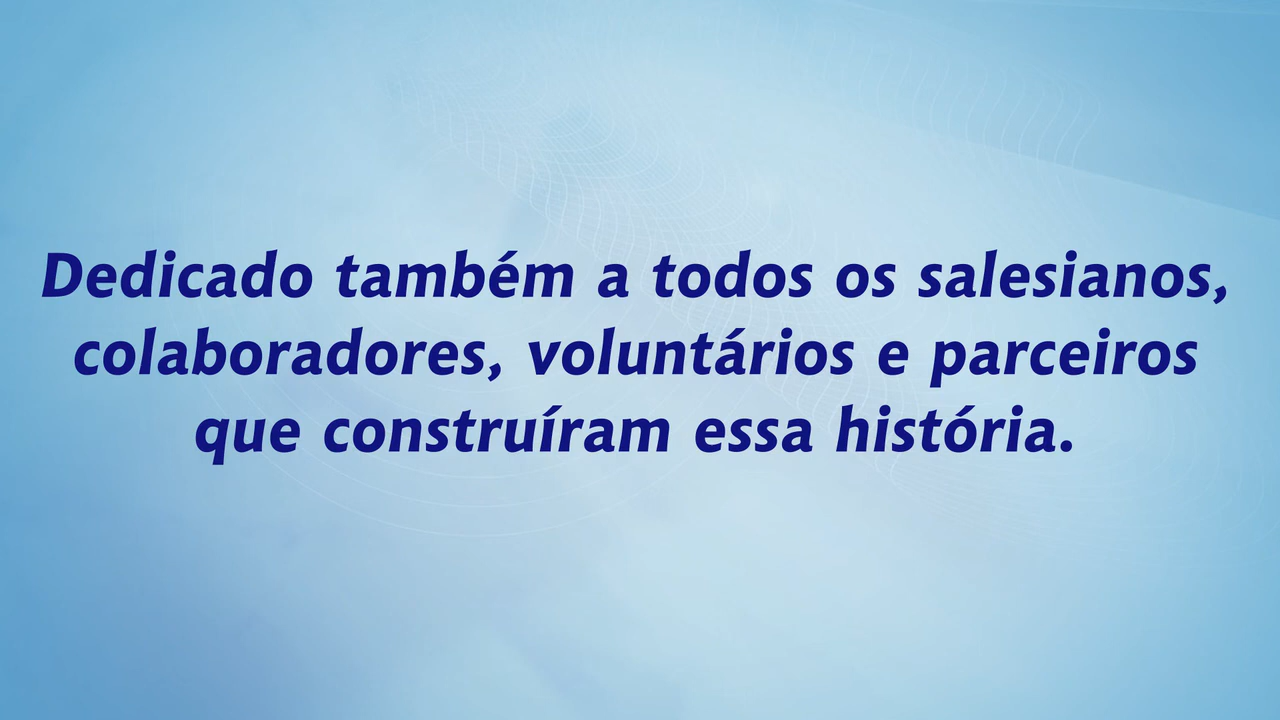 Dedicado também a todos os salesianos,
colaboradores, voluntários e parceiros
que construíram essa história.